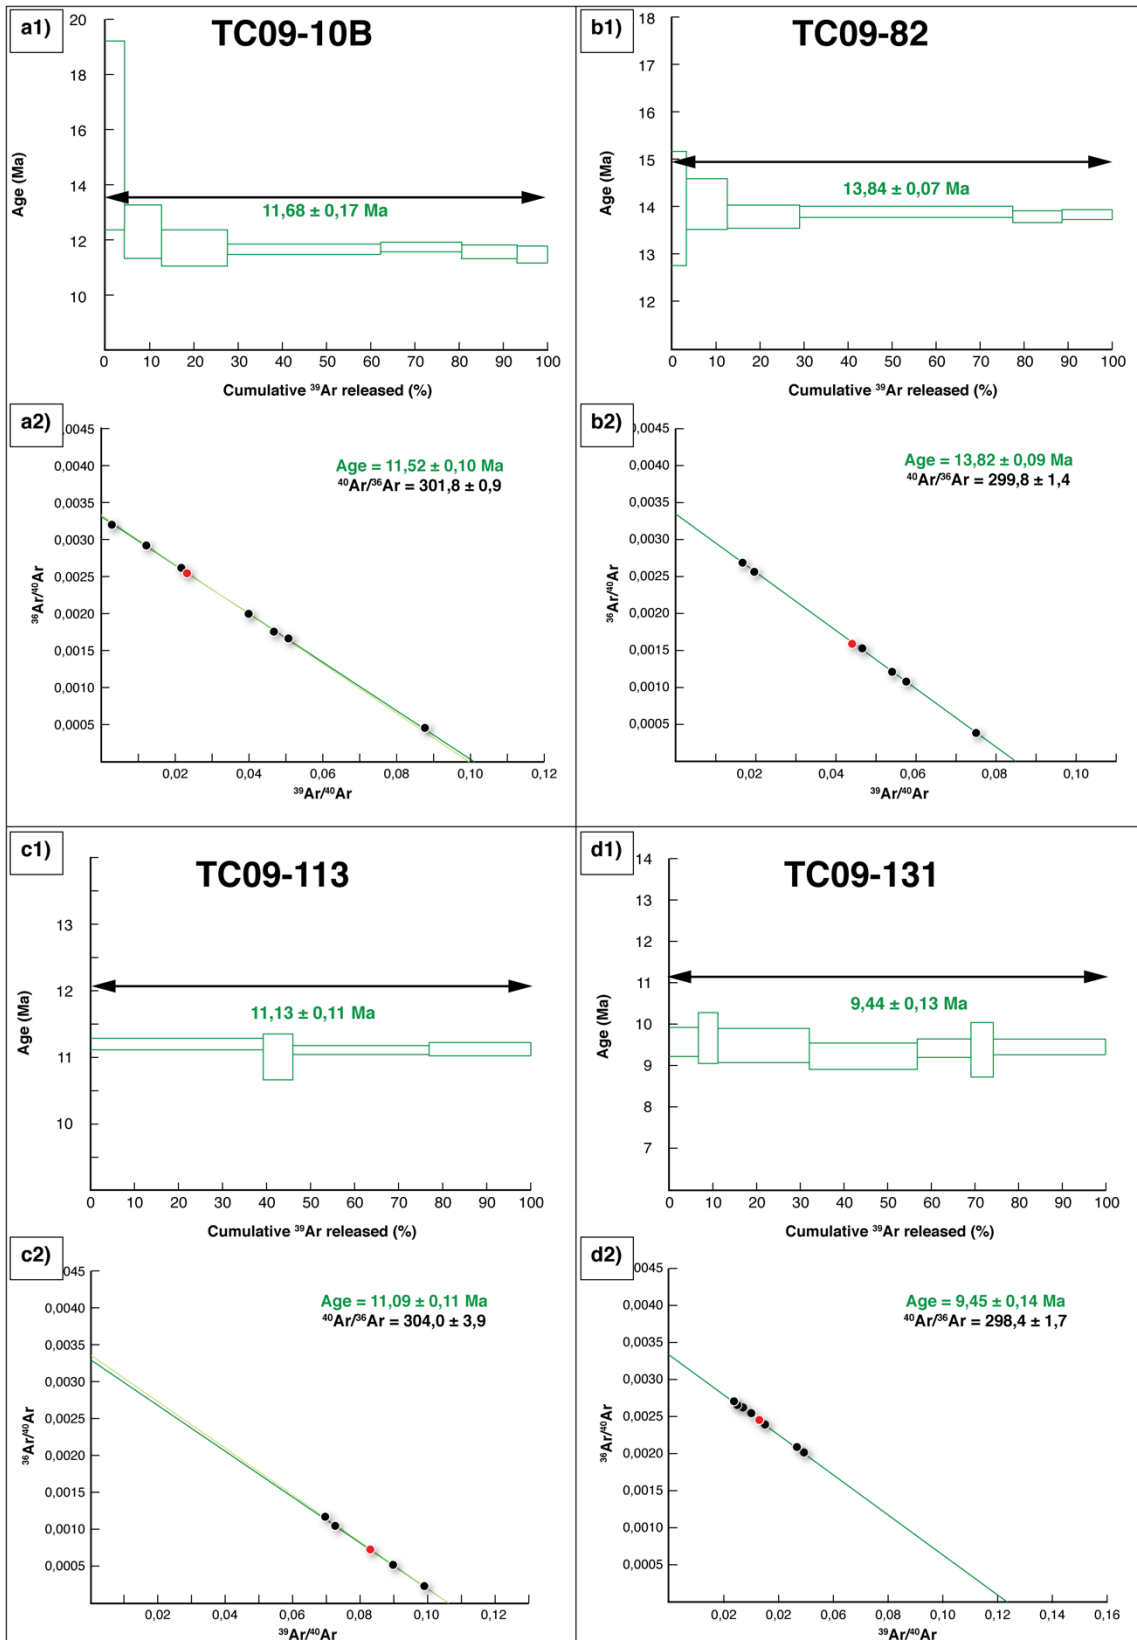 a1)
TC09-10B
20
18
16
14
12
10
Age (Ma)
11,68 ± 0,17 Ma
0 10 20 30 40 50 60 70 80 90 100
Cumulative ³⁹Ar released (%)
b1)
TC09-82
18
17
16
15
14
13
12
Age (Ma)
13,84 ± 0,07 Ma
0 10 20 30 40 50 60 70 80 90 100
Cumulative ³⁹Ar released (%)
a2)
,0045
0,0040
0,0035
0,0030
0,0025
0,0020
0,0015
0,0010
0,0005
³⁶Ar/⁴⁰Ar
Age = 11,52 ± 0,10 Ma
⁴⁰Ar/³⁶Ar = 301,8 ± 0,9
0,02 0,04 0,06 0,08 0,10 0,12
³⁹Ar/⁴⁰Ar
b2)
,0045
0,0040
0,0035
0,0030
0,0025
0,0020
0,0015
0,0010
0,0005
³⁶Ar/⁴⁰Ar
Age = 13,82 ± 0,09 Ma
⁴⁰Ar/³⁶Ar = 299,8 ± 1,4
0,02 0,04 0,06 0,08 0,10
³⁹Ar/⁴⁰Ar
c1)
TC09-113
13
12
11
10
Age (Ma)
11,13 ± 0,11 Ma
0 10 20 30 40 50 60 70 80 90 100
Cumulative ³⁹Ar released (%)
d1)
TC09-131
14
13
12
11
10
9
8
7
Age (Ma)
9,44 ± 0,13 Ma
0 10 20 30 40 50 60 70 80 90 100
Cumulative ³⁹Ar released (%)
c2)
,0045
0,0040
0,0035
0,0030
0,0025
0,0020
0,0015
0,0010
0,0005
³⁶Ar/⁴⁰Ar
Age = 11,09 ± 0,11 Ma
⁴⁰Ar/³⁶Ar = 304,0 ± 3,9
0,02 0,04 0,06 0,08 0,10 0,12
³⁹Ar/⁴⁰Ar
d2)
,0045
0,0040
0,0035
0,0030
0,0025
0,0020
0,0015
0,0010
0,0005
³⁶Ar/⁴⁰Ar
Age = 9,45 ± 0,14 Ma
⁴⁰Ar/³⁶Ar = 298,4 ± 1,7
0,02 0,04 0,06 0,08 0,10 0,12 0,14 0,16
³⁹Ar/⁴⁰Ar